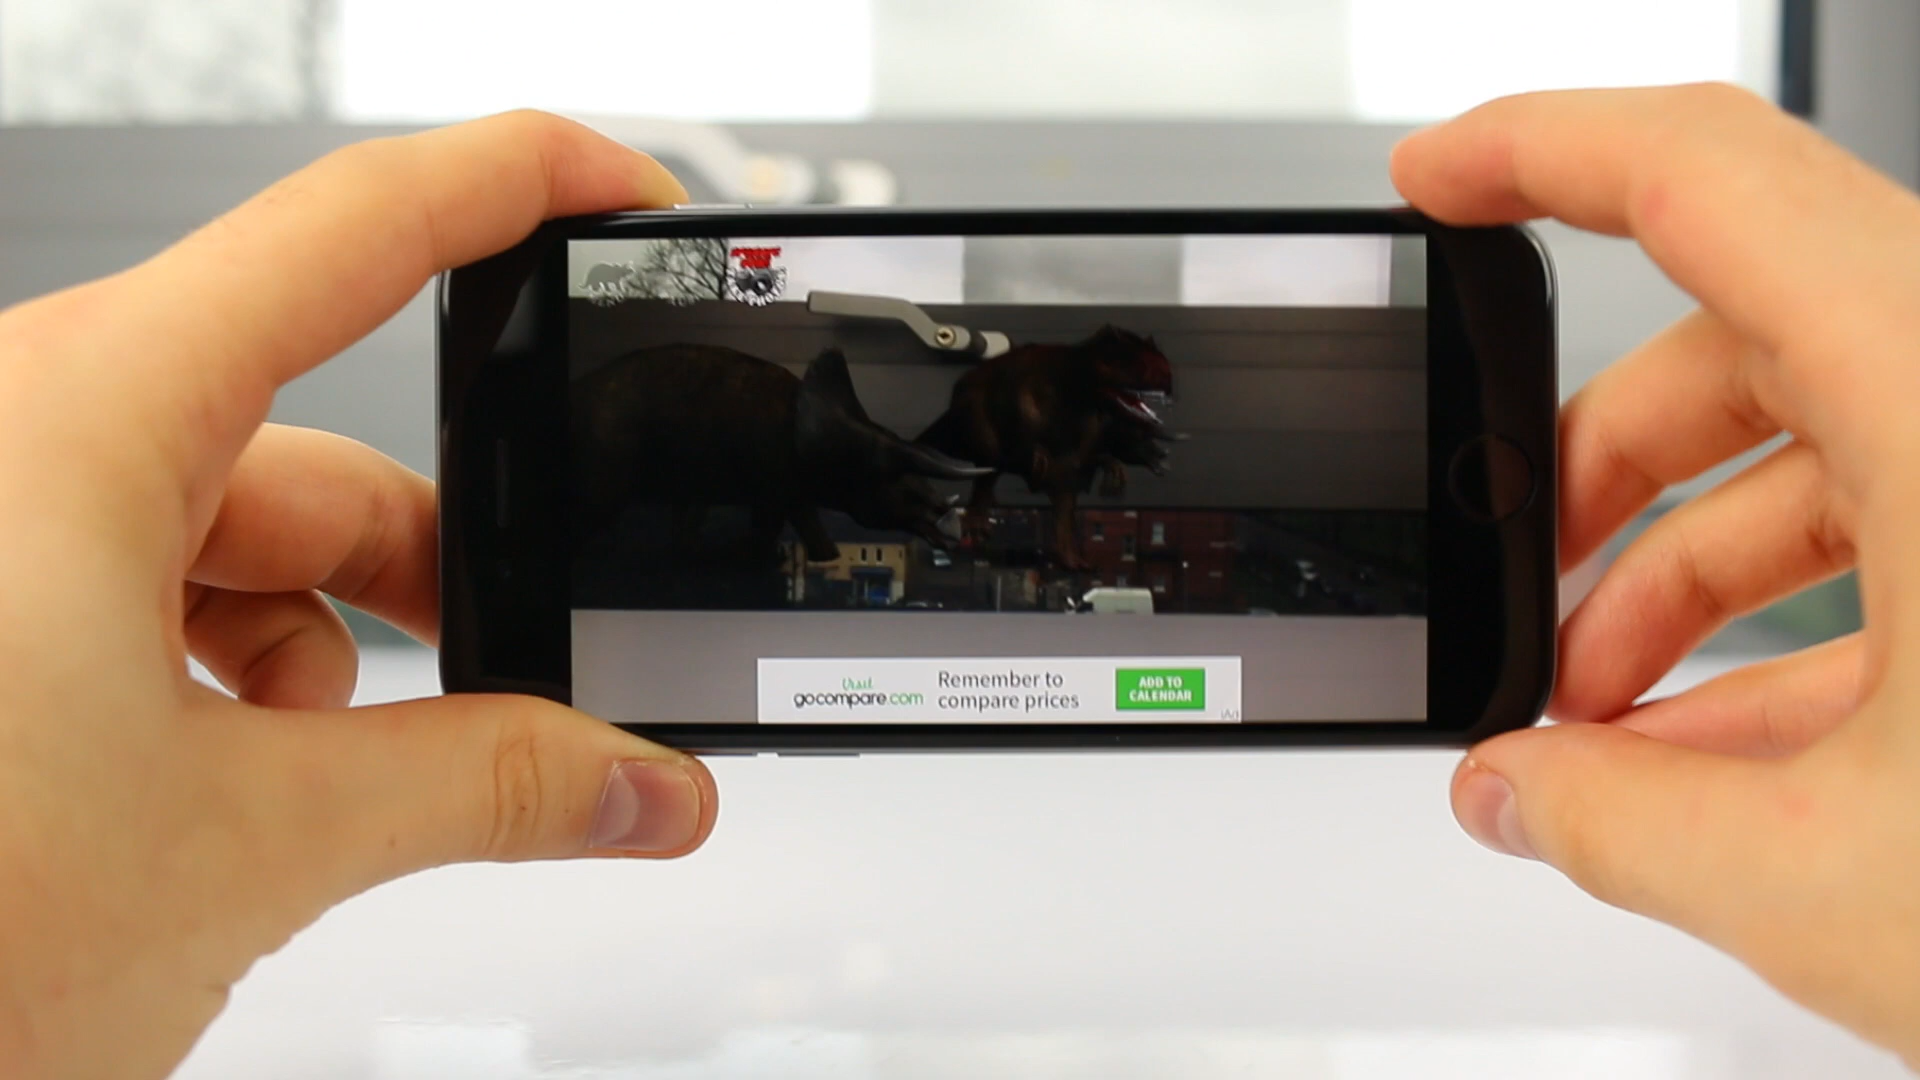 Visit
gocompare.com
Remember to
compare prices
ADD TO
CALENDAR
iAd